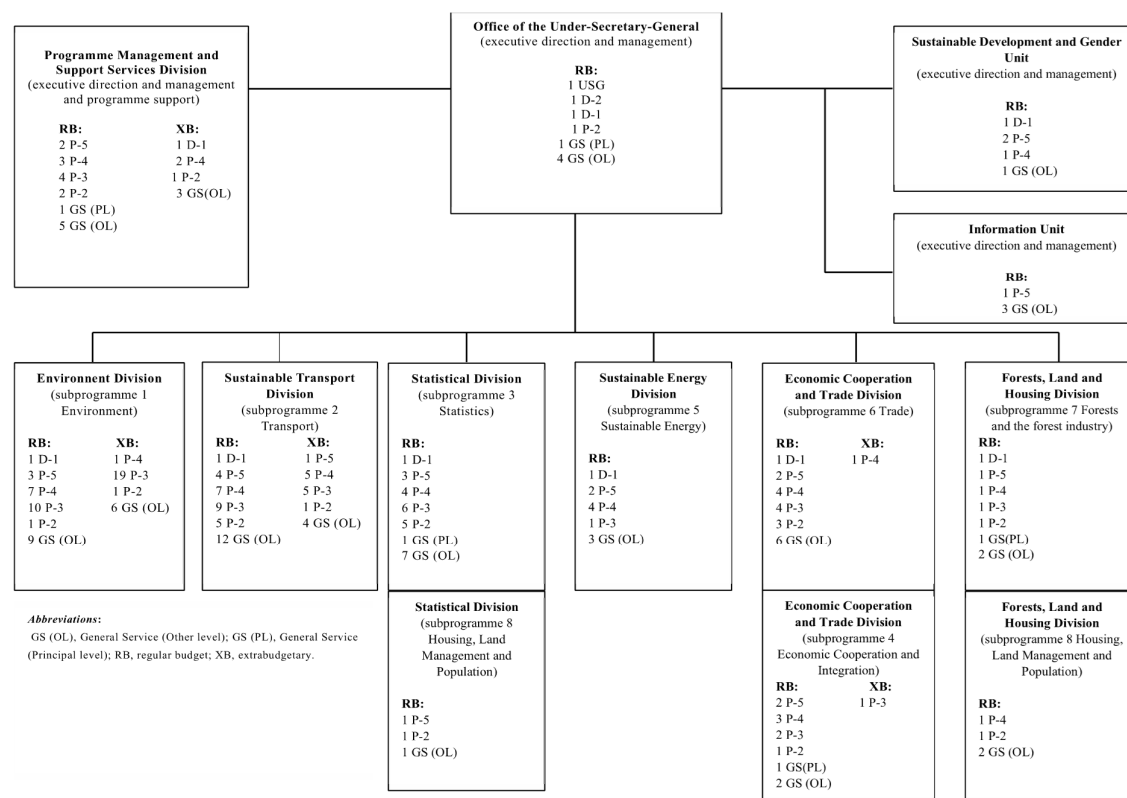 Office of the Under-Secretary-General
(executive direction and management)
RB:
1 USG
1 D-2
1 D-1
1 P-2
1 GS (PL)
4 GS (OL)
Programme Management and
Support Services Division
(executive direction and management
and programme support)
RB:
2 P-5
3 P-4
4 P-3
2 P-2
1 GS (PL)
5 GS (OL)
XB:
1 D-1
2 P-4
1 P-2
3 GS(OL)
Sustainable Development and Gender
Unit
(executive direction and management)
RB:
1 D-1
2 P-5
1 P-4
1 GS (OL)
Information Unit
(executive direction and management)
RB:
1 P-5
3 GS (OL)
Environment Division
(subprogramme 1
Environment)
RB:
1 D-1
3 P-5
7 P-4
10 P-3
1 P-2
9 GS (OL)
XB:
1 P-4
19 P-3
1 P-2
6 GS (OL)
Sustainable Transport
Division
(subprogramme 2
Transport)
RB:
1 D-1
4 P-5
7 P-4
9 P-3
5 P-2
12 GS (OL)
XB:
1 P-5
5 P-4
5 P-3
1 P-2
4 GS (OL)
Statistical Division
(subprogramme 3
Statistics)
RB:
1 D-1
3 P-5
4 P-4
6 P-3
5 P-2
1 GS (PL)
7 GS (OL)
Sustainable Energy
Division
(subprogramme 5
Sustainable Energy)
RB:
1 D-1
2 P-5
4 P-4
1 P-3
3 GS (OL)
Economic Cooperation
and Trade Division
(subprogramme 6 Trade)
RB:
1 D-1
2 P-5
4 P-4
4 P-3
3 P-2
6 GS (OL)
XB:
1 P-4
Forests, Land and
Housing Division
(subprogramme 7 Forests
and the forest industry)
RB:
1 D-1
1 P-5
1 P-4
1 P-3
1 P-2
1 GS(PL)
2 GS (OL)
Abbreviations:
GS (OL), General Service (Other level); GS (PL), General Service
(Principal level); RB, regular budget; XB, extrabudgetary.
Statistical Division
(subprogramme 8
Housing, Land
Management and
Population)
RB:
1 P-5
1 P-2
1 GS (OL)
Economic Cooperation
and Trade Division
(subprogramme 4
Economic Cooperation and
Integration)
RB:
2 P-5
3 P-4
2 P-3
1 P-2
1 GS(PL)
2 GS (OL)
XB:
1 P-3
Forests, Land and
Housing Division
(subprogramme 8 Housing,
Land Management and
Population)
RB:
1 P-4
1 P-2
2 GS (OL)